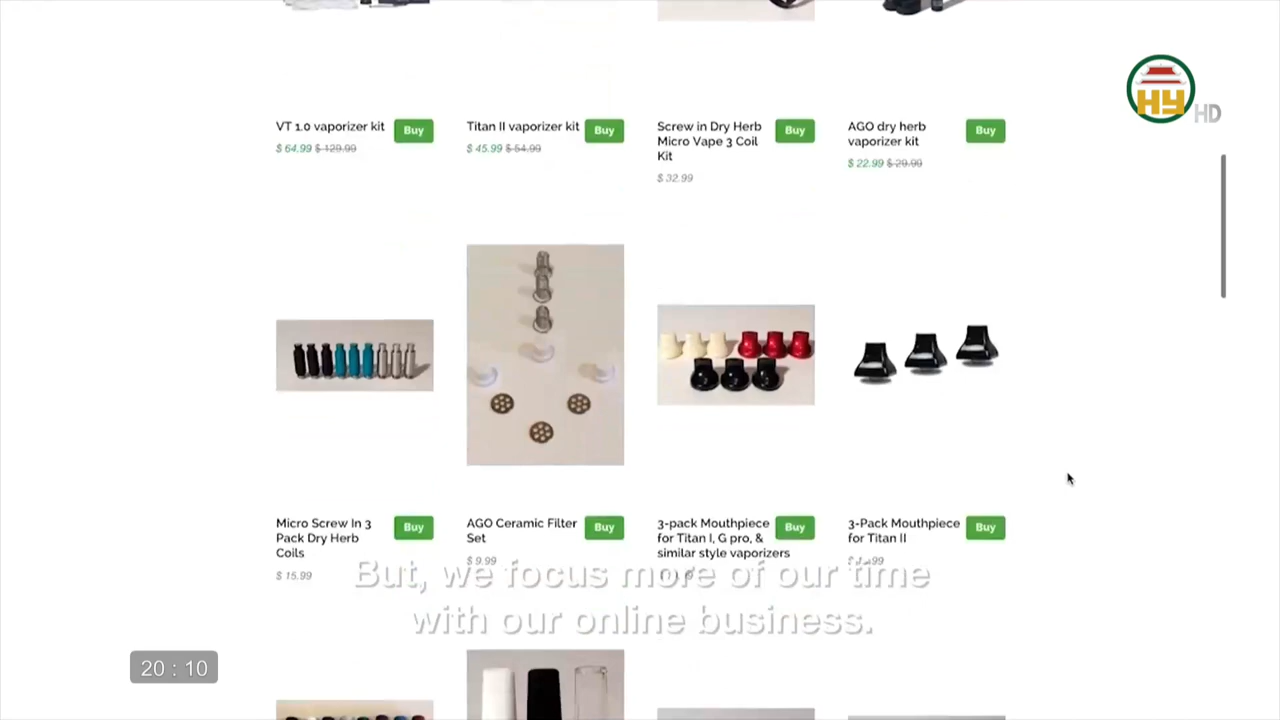 HY HD
VT 1.0 vaporizer kit
Buy
$ 64.99 $ 129.99
Titan II vaporizer kit
Buy
$ 45.99 $ 54.99
Screw in Dry Herb
Micro Vape 3 Coil
Kit
Buy
$ 32.99
AGO dry herb
vaporizer kit
Buy
$ 22.99 $ 29.99
Micro Screw In 3
Pack Dry Herb
Coils
Buy
$ 15.99
AGO Ceramic Filter
Set
Buy
$ 9.99
3-pack Mouthpiece
for Titan I, G pro, &
similar style vaporizers
Buy
3-Pack Mouthpiece
for Titan II
Buy
But, we focus more of our time
with our online business.
20 : 10